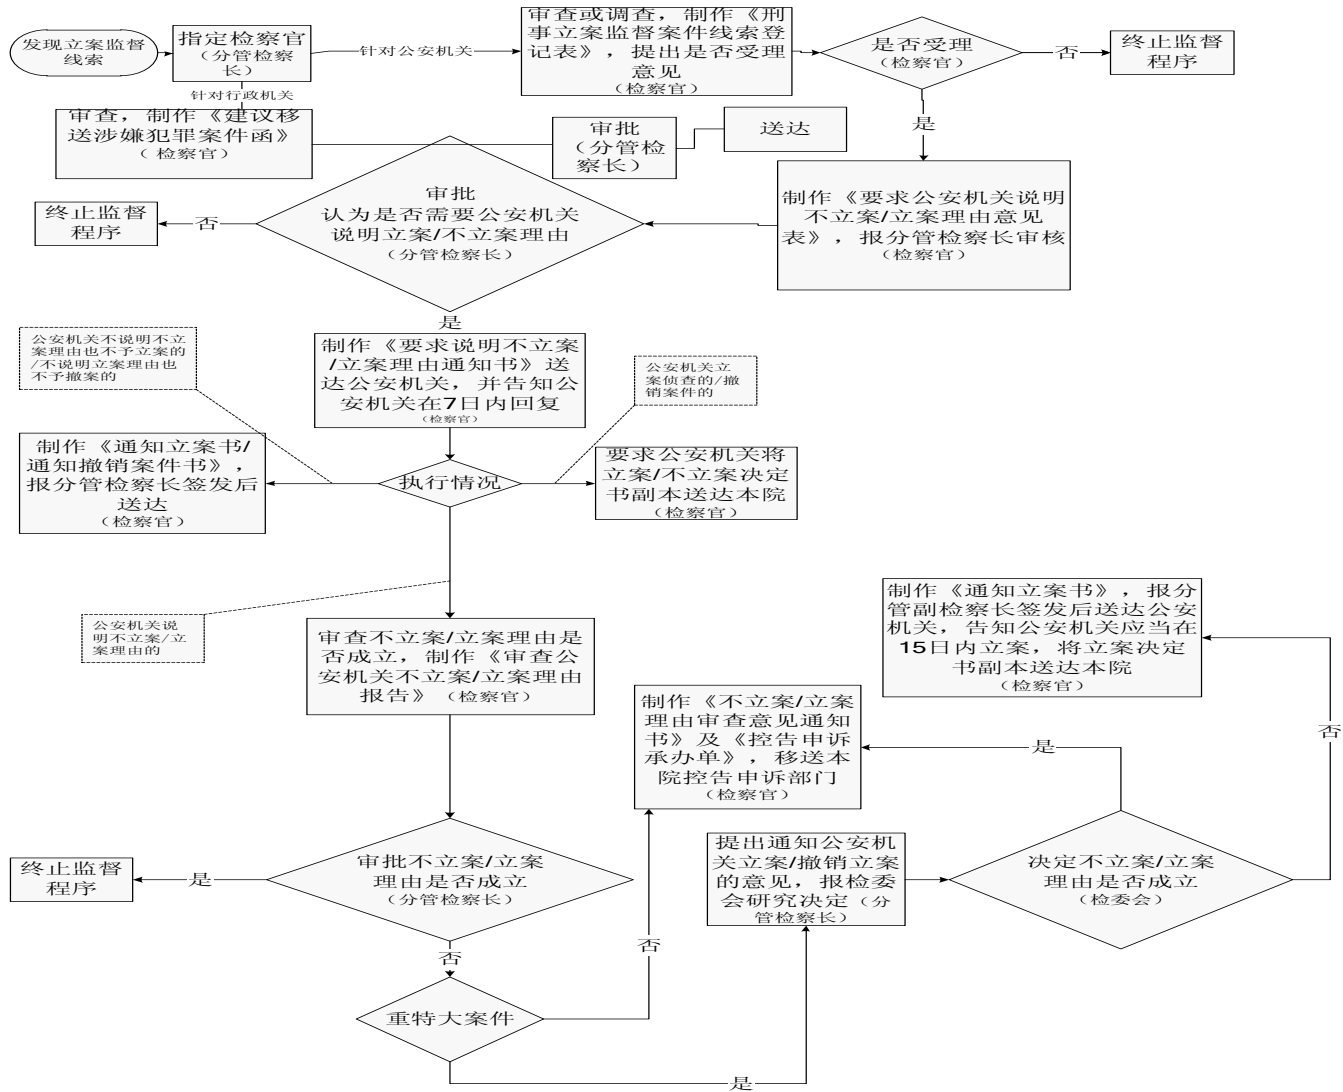 发现立案监督
线索
指定检察官
（分管检察
长）
针对公安机关
审查或调查，制作《刑
事立案监督案件线索登
记表》，提出是否受理
意见
（检察官）
是否受理
（检察官）
否
终止监督
程序
针对行政机关
审查，制作《建议移
送涉嫌犯罪案件函》
（检察官）
审批
（分管检
察长）
送达
是
制作《要求公安机关说明
不立案/立案理由意见
表》，报分管检察长审核
（检察官）
审批
认为是否需要公安机关
说明立案/不立案理由
（分管检察长）
否
终止监督
程序
是
制作《要求说明不立案
/立案理由通知书》送
达公安机关，并告知公
安机关在7日内回复
（检察官）
公安机关不说明不立
案理由也不予立案的
/不说明立案理由也
不予撤案的
公安机关立
案侦查的/撤
销案件的
制作《通知立案书/
通知撤销案件书》，
报分管检察长签发后
送达
（检察官）
执行情况
要求公安机关将
立案/不立案决定
书副本送达本院
（检察官）
公安机关说
明不立案/立
案理由的
审查不立案/立案理由是
否成立，制作《审查公
安机关不立案/立案理由
报告》（检察官）
制作《通知立案书》，报分
管副检察长签发后送达公安
机关，告知公安机关应当在
15日内立案，将立案决定
书副本送达本院
（检察官）
制作《不立案/立案
理由审查意见通知
书》及《控告申诉
承办单》，移送本
院控告申诉部门
（检察官）
是
否
审批不立案/立案
理由是否成立
（分管检察长）
是
终止监督
程序
提出通知公安机
关立案/撤销立案
的意见，报检委
会研究决定（分
管检察长）
决定不立案/立案
理由是否成立
（检委会）
否
否
重特大案件
是